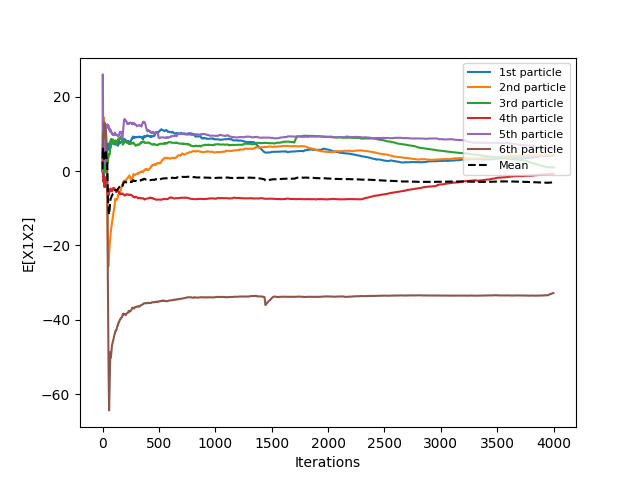 1st particle
2nd particle
3rd particle
4th particle
5th particle
6th particle
Mean
20
0
−20
−40
−60
E[X1X2]
0 500 1000 1500 2000 2500 3000 3500 4000
Iterations